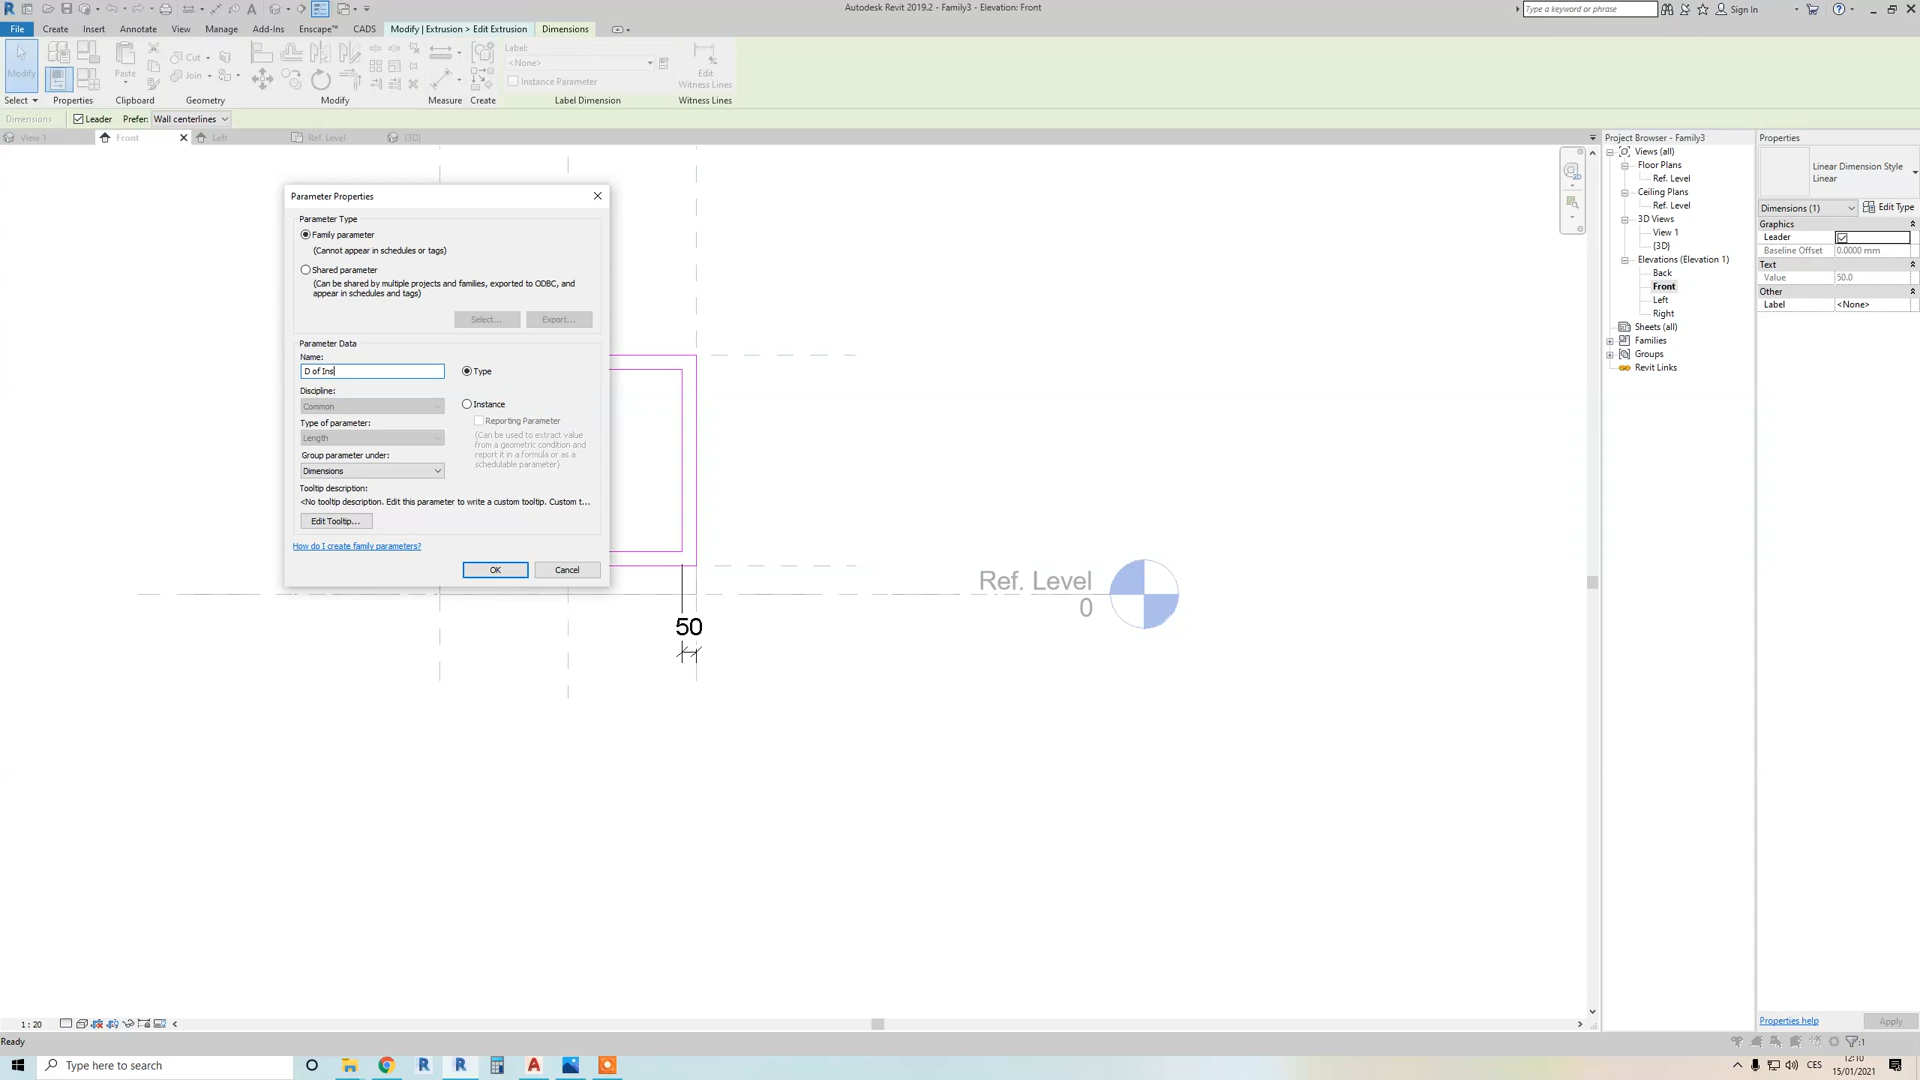 Autodesk Revit 2019.2 - Family3 - Elevation: Front
Type a keyword or phrase
Sign In
File Create Insert Annotate View Manage Add-Ins Enscape™ CADS Modify | Extrusion > Edit Extrusion Dimensions
Modify
Paste
Cut
Join
Label:
<None>
Instance Parameter
Edit
Witness Lines
Select Properties Clipboard Geometry Modify Measure Create Label Dimension Witness Lines
Dimensions Leader Prefer: Wall centerlines
View 1 Front Left Ref. Level {3D}
Parameter Properties
Parameter Type
Family parameter
(Cannot appear in schedules or tags)
Shared parameter
(Can be shared by multiple projects and families, exported to ODBC, and
appear in schedules and tags)
Select... Export...
Parameter Data
Name:
D of Ins
Type
Discipline:
Common
Instance
Reporting Parameter
(Can be used to extract value
from a geometric condition and
report it in a formula or as a
schedulable parameter)
Type of parameter:
Length
Group parameter under:
Dimensions
Tooltip description:
<No tooltip description. Edit this parameter to write a custom tooltip. Custom t...
Edit Tooltip...
How do I create family parameters?
OK Cancel
Ref. Level
0
50
Project Browser - Family3
Views (all)
Floor Plans
Ref. Level
Ceiling Plans
Ref. Level
3D Views
View 1
{3D}
Elevations (Elevation 1)
Back
Front
Left
Right
Sheets (all)
Families
Groups
Revit Links
Properties
Linear Dimension Style
Linear
Dimensions (1) Edit Type
Graphics
Leader
Baseline Offset 0.0000 mm
Text
Value 50.0
Other
Label <None>
Properties help Apply
1 : 20
Ready
:1
Type here to search
CES
12:10
15/01/2021